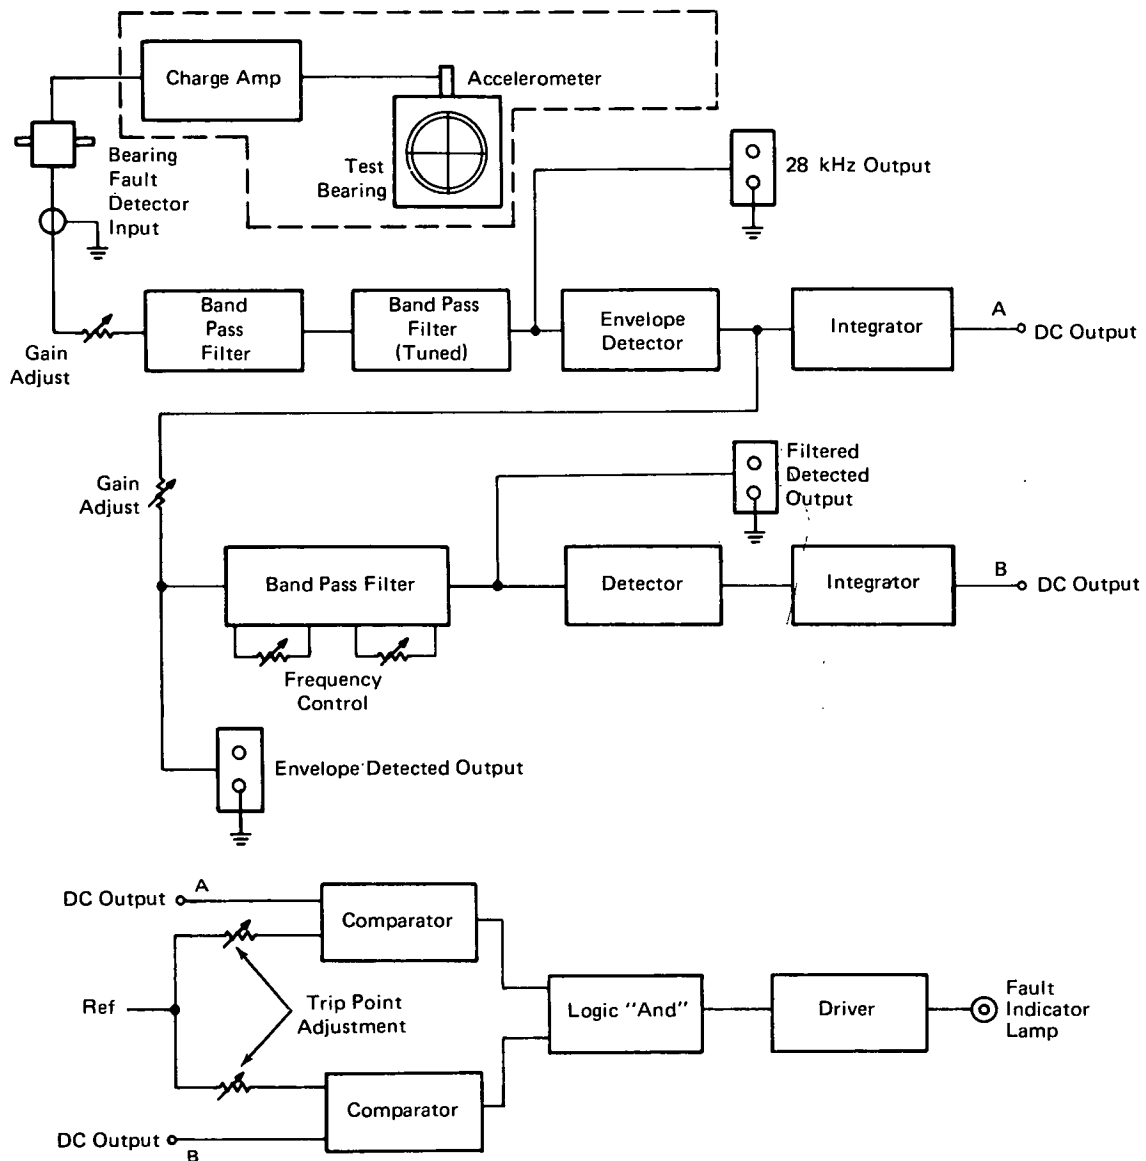 Charge Amp
Accelerometer
Bearing
Fault
Detector
Input
Test
Bearing
28 kHz Output
Gain
Adjust
Band
Pass
Filter
Band Pass
Filter
(Tuned)
Envelope
Detector
Integrator
A
DC Output
Gain
Adjust
Filtered
Detected
Output
Band Pass Filter
Detector
Integrator
B
DC Output
Frequency
Control
Envelope Detected Output
DC Output
A
Comparator
Ref
Trip Point
Adjustment
Logic "And"
Driver
Fault
Indicator
Lamp
Comparator
DC Output
B